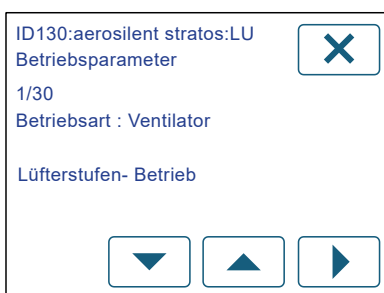 ID130:aerosilent stratos:LU
Betriebsparameter
1/30
Betriebsart : Ventilator
Lüfterstufen- Betrieb